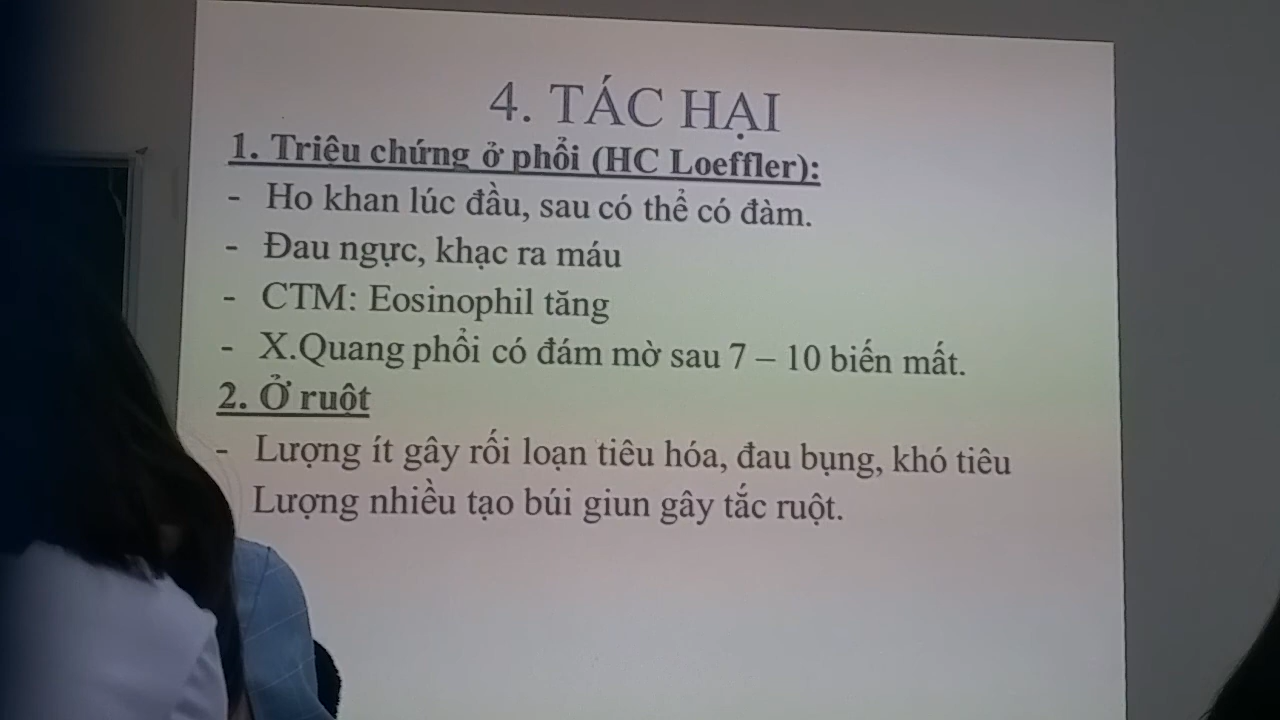 4. TÁC HẠI
1. Triệu chứng ở phổi (HC Loeffler):
- Ho khan lúc đầu, sau có thể có đàm.
- Đau ngực, khạc ra máu
- CTM: Eosinophil tăng
- X.Quang phổi có đám mờ sau 7 – 10 biến mất.
2. Ở ruột
- Lượng ít gây rối loạn tiêu hóa, đau bụng, khó tiêu
Lượng nhiều tạo búi giun gây tắc ruột.